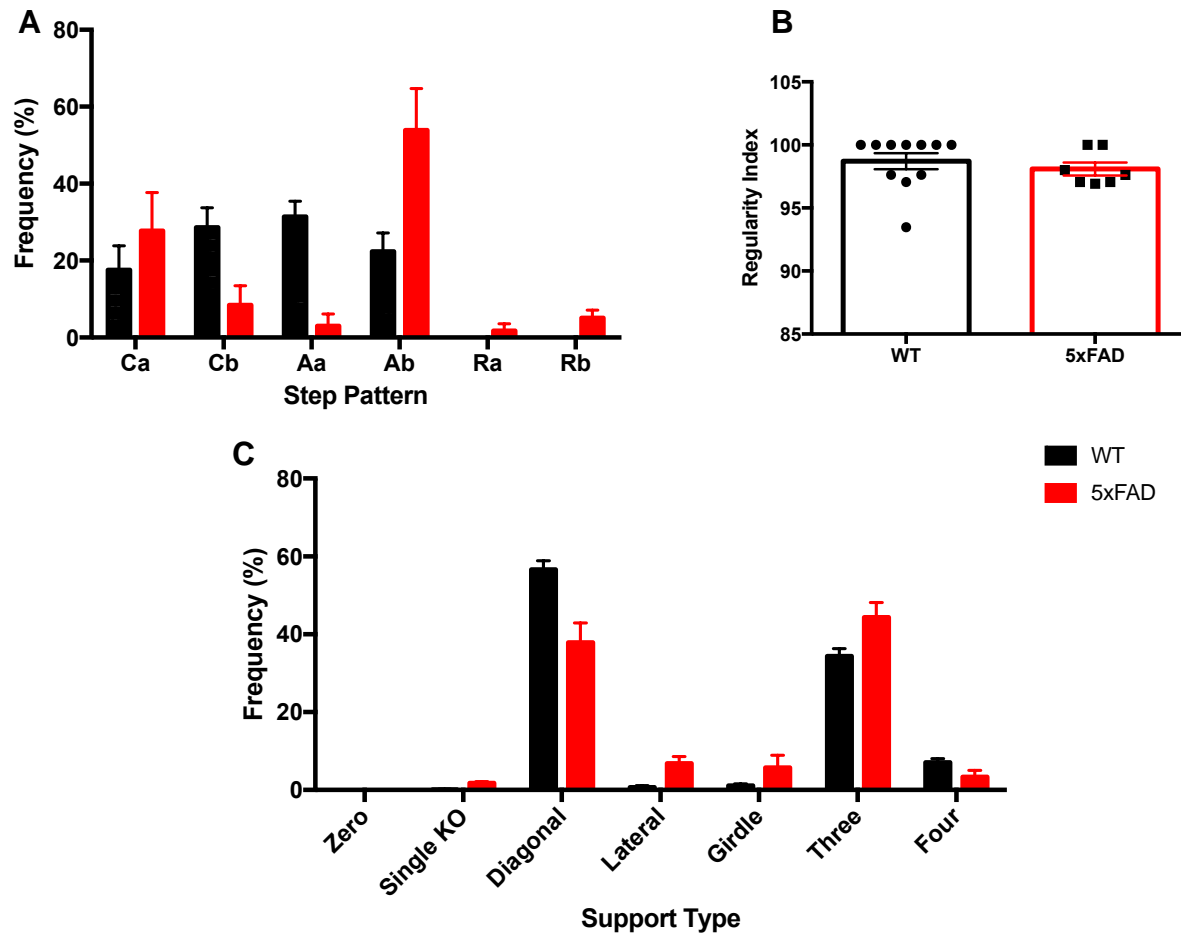 A
80
60
40
20
0
Frequency (%)
Ca Cb Aa Ab Ra Rb
Step Pattern
B
105
100
95
90
85
Regularity Index
WT 5xFAD
C
80
60
40
20
0
Frequency (%)
Zero Single KO Diagonal Lateral Girdle Three Four
Support Type
WT
5xFAD